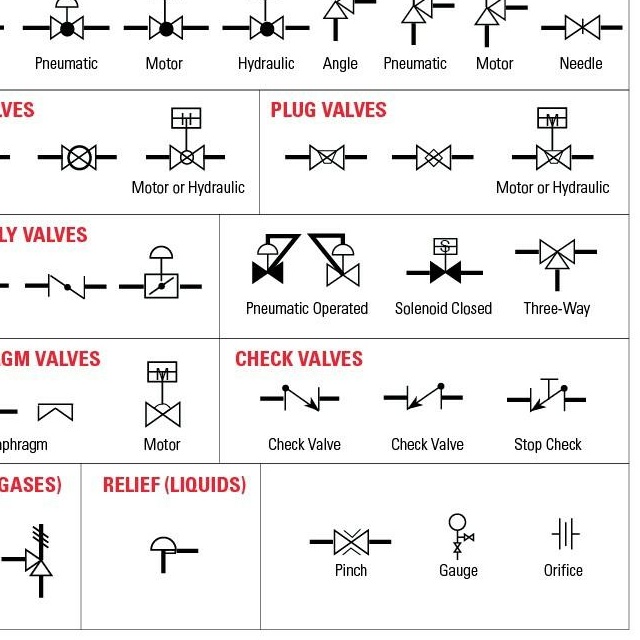 Pneumatic Motor Hydraulic Angle Pneumatic Motor Needle
LVES
PLUG VALVES
H
M
Motor or Hydraulic
Motor or Hydraulic
LY VALVES
S
Pneumatic Operated Solenoid Closed Three-Way
GM VALVES
CHECK VALVES
M
phragm Motor
Check Valve Check Valve Stop Check
GASES)
RELIEF (LIQUIDS)
Pinch Gauge Orifice